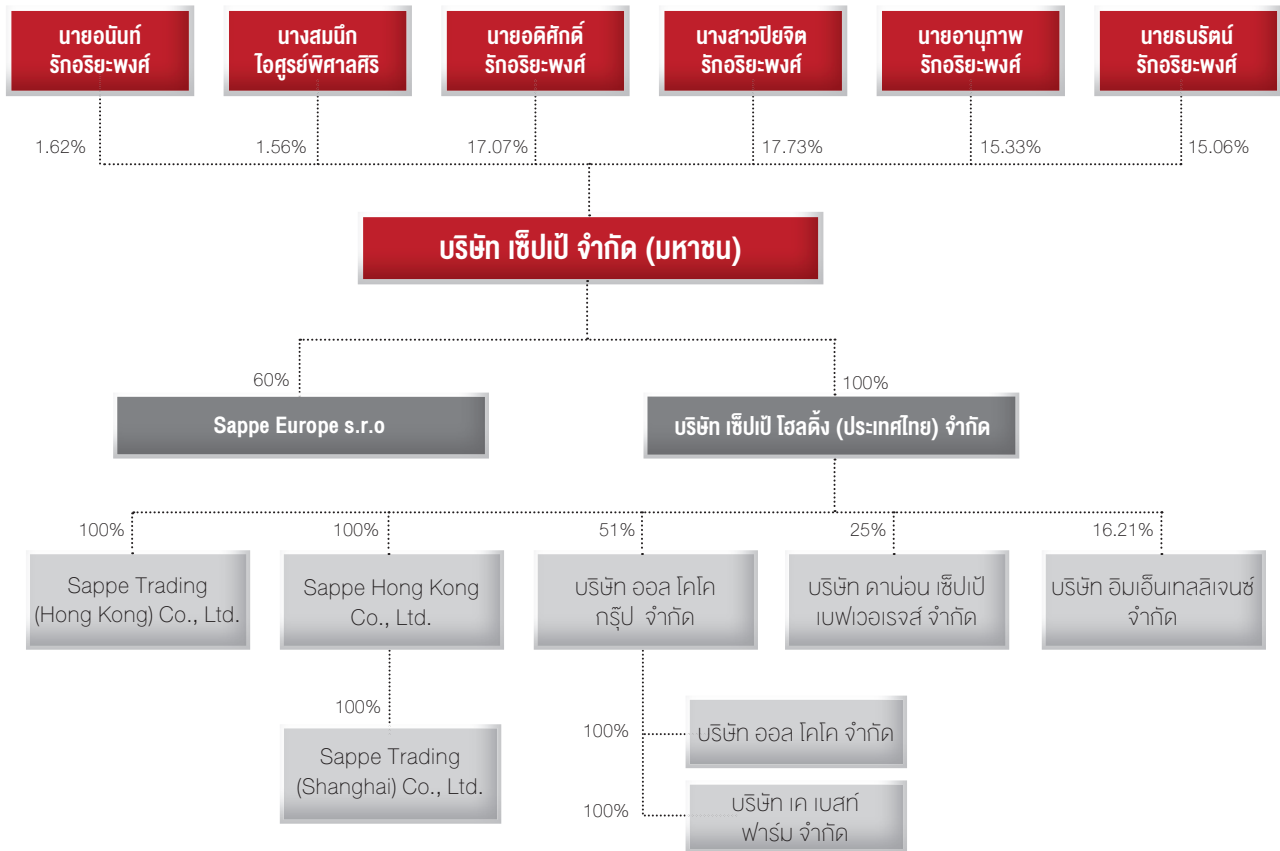 นายอนันท์
รักอริยะพงศ์
นางสมนึก
ไอศูรย์พิศาลศิริ
นายอดิศักดิ์
รักอริยะพงศ์
นางสาวปิยจิต
รักอริยะพงศ์
นายอานุภาพ
รักอริยะพงศ์
นายธนรัตน์
รักอริยะพงศ์
1.62%
1.56%
17.07%
17.73%
15.33%
15.06%
บริษัท เซ็ปเป้ จำกัด (มหาชน)
60%
100%
Sappe Europe s.r.o
บริษัท เซ็ปเป้ โฮลดิ้ง (ประเทศไทย) จำกัด
100%
100%
51%
25%
16.21%
Sappe Trading
(Hong Kong) Co., Ltd.
Sappe Hong Kong
Co., Ltd.
บริษัท ออล โคโค
กรุ๊ป จำกัด
บริษัท ดาน่อน เซ็ปเป้
เบฟเวอเรจส์ จำกัด
บริษัท อิมเอ็นเทลลิเจนซ์
จำกัด
100%
Sappe Trading
(Shanghai) Co., Ltd.
100%
บริษัท ออล โคโค จำกัด
100%
บริษัท เค เบสท์
ฟาร์ม จำกัด